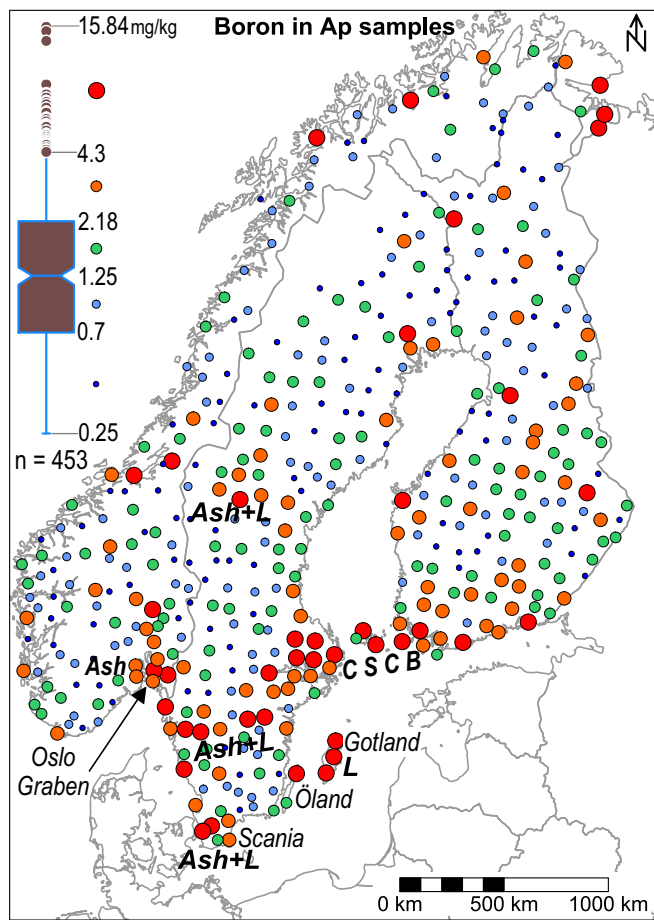 Boron in Ap samples
15.84 mg/kg
N
4.3
2.18
1.25
0.7
0.25
n = 453
Ash+L
Ash
C S C B
Oslo
Graben
Ash+L
Gotland
L
Öland
Scania
Ash+L
0 km 500 km 1000 km